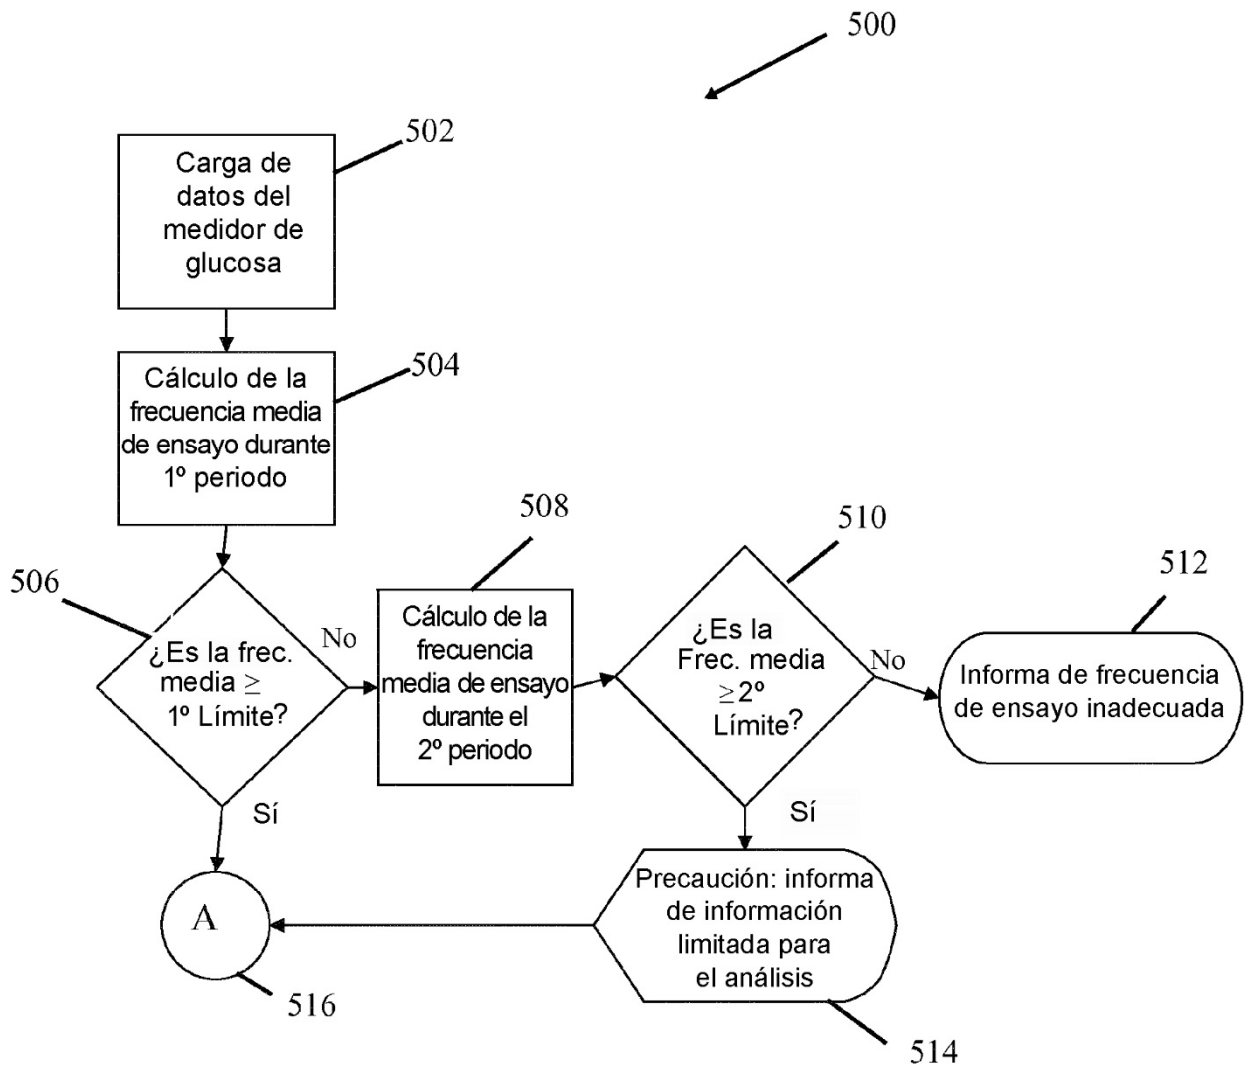 500
502
Carga de
datos del
medidor de
glucosa
504
Cálculo de la
frecuencia media
de ensayo durante
1º periodo
506
¿Es la frec.
media ≥
1º Límite?
No
Sí
508
Cálculo de la
frecuencia
media de ensayo
durante el
2º periodo
510
¿Es la
Frec. media
≥2º
Límite?
No
Sí
512
Informa de frecuencia
de ensayo inadecuada
Precaución: informa
de información
limitada para
el análisis
514
A
516